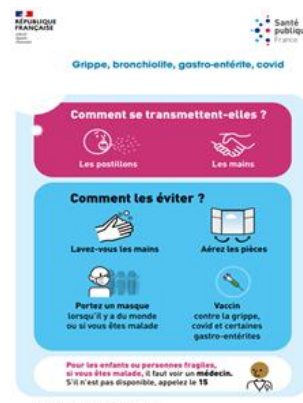 RÉPUBLIQUE
FRANÇAISE
Santé
publique
France
Grippe, bronchiolite, gastro-entérite, covid
Comment se transmettent-elles ?
Les postillons
Les mains
Comment les éviter ?
Lavez-vous les mains
Aérez les pièces
Portez un masque
lorsqu'il y a du monde
ou si vous êtes malade
Vaccin
contre la grippe,
covid et certaines
gastro-entérites
Pour les enfants ou personnes fragiles,
si vous êtes malade, il faut voir un médecin.
S'il n'est pas disponible, appelez le 15